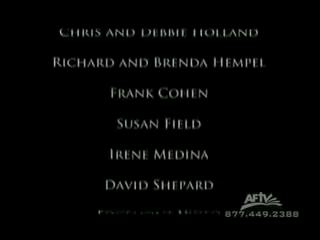 CHRIS AND DEBBIE HOLLAND
RICHARD AND BRENDA HEMPEL
FRANK COHEN
SUSAN FIELD
IRENE MEDINA
DAVID SHEPARD
AFTV
877.449.2388